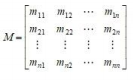 M = [ m₁₁ m₁₂ ⋯ m₁ₙ
m₂₁ m₂₂ ⋯ m₂ₙ
⋮ ⋮ ⋮ ⋮
mₙ₁ mₙ₂ ⋯ mₙₙ ]